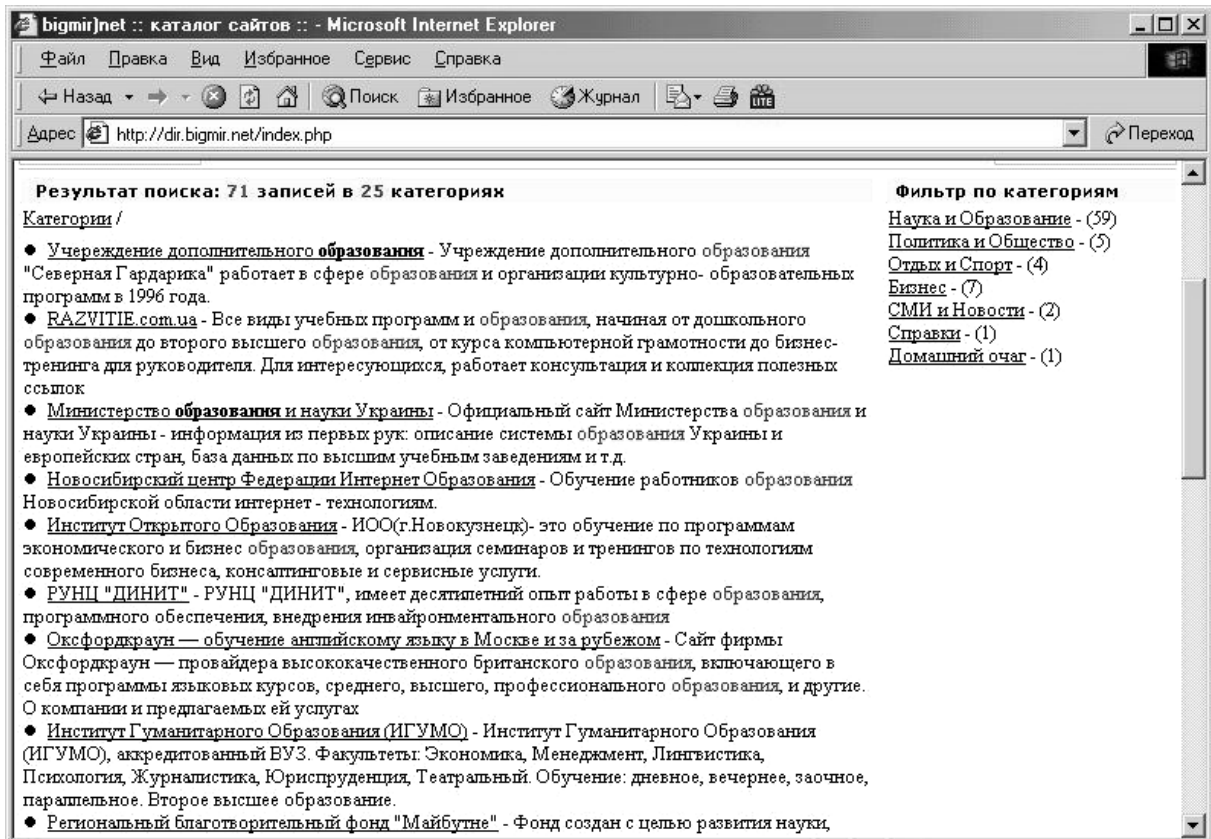 bigmir)net :: каталог сайтов :: - Microsoft Internet Explorer
Файл Правка Вид Избранное Сервис Справка
Назад Поиск Избранное Журнал LITE
Адрес http://dir.bigmir.net/index.php Переход
Результат поиска: 71 записей в 25 категориях
Категории /
● Учереждение дополнительного образования - Учреждение дополнительного образования
"Северная Гардарика" работает в сфере образования и организации культурно- образовательных
программ в 1996 года.
● RAZVITIE.com.ua - Все виды учебных программ и образования, начиная от дошкольного
образования до второго высшего образования, от курса компьютерной грамотности до бизнес-
тренинга для руководителя. Для интересующихся, работает консультация и коллекция полезных
ссылок
● Министерство образования и науки Украины - Официальный сайт Министерства образования и
науки Украины - информация из первых рук: описание системы образования Украины и
европейских стран, база данных по высшим учебным заведениям и т.д.
● Новосибирский центр Федерации Интернет Образования - Обучение работников образования
Новосибирской области интернет - технологиям.
● Институт Открытого Образования - ИОО(г.Новокузнецк)- это обучение по программам
экономического и бизнес образования, организация семинаров и тренингов по технологиям
современного бизнеса, консалтинговые и сервисные услуги.
● РУНЦ "ДИНИТ" - РУНЦ "ДИНИТ", имеет десятилетний опыт работы в сфере образования,
программного обеспечения, внедрения инвайронментального образования
● Оксфордкраун — обучение английскому языку в Москве и за рубежом - Сайт фирмы
Оксфордкраун — провайдера высококачественного британского образования, включающего в
себя программы языковых курсов, среднего, высшего, профессионального образования, и другие.
О компании и предлагаемых ей услугах
● Институт Гуманитарного Образования (ИГУМО) - Институт Гуманитарного Образования
(ИГУМО), аккредитованный ВУЗ. Факультеты: Экономика, Менеджмент, Лингвистика,
Психология, Журналистика, Юриспруденция, Театральный. Обучение: дневное, вечернее, заочное,
параллельное. Второе высшее образование.
● Региональный благотворительный фонд "Майбутне" - Фонд создан с целью развития науки,
Фильтр по категориям
Наука и Образование - (59)
Политика и Общество - (5)
Отдых и Спорт - (4)
Бизнес - (7)
СМИ и Новости - (2)
Справки - (1)
Домашний очаг - (1)